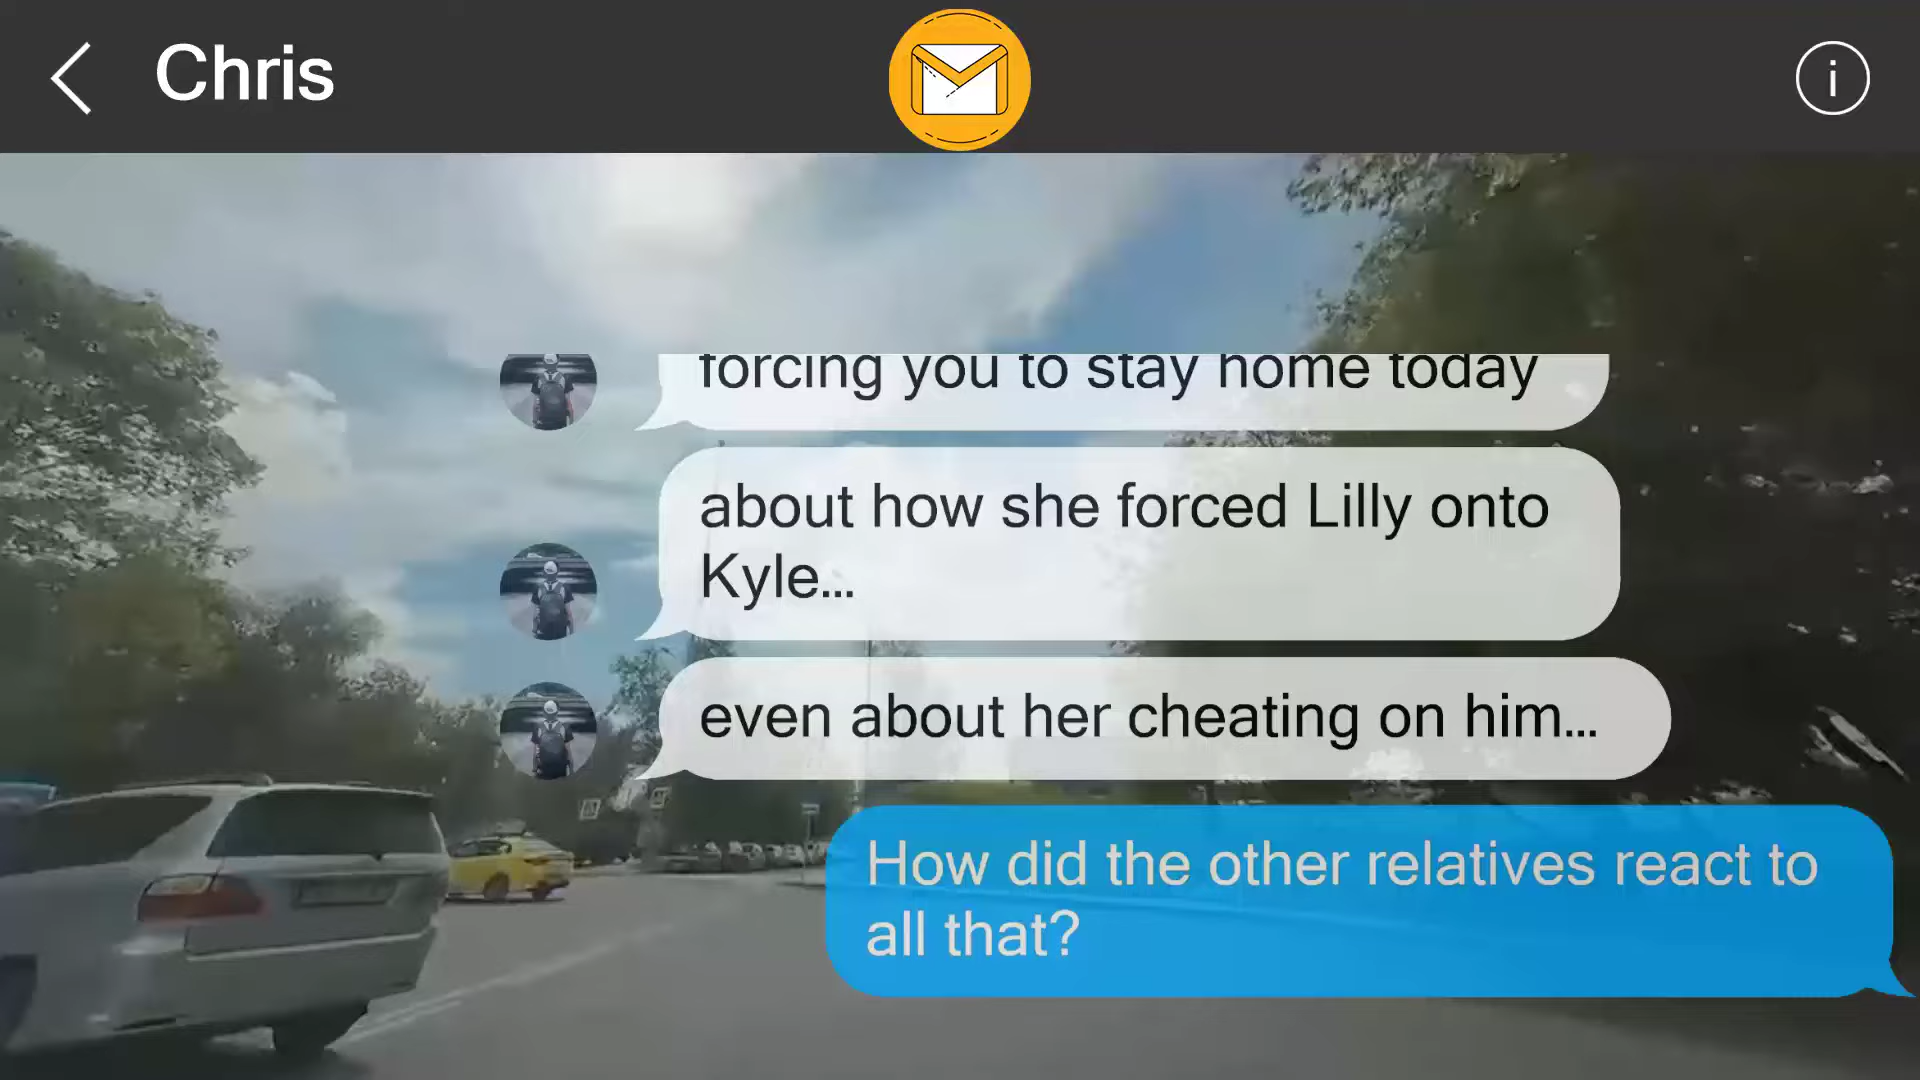 Chris
i
forcing you to stay home today
about how she forced Lilly onto
Kyle...
even about her cheating on him...
How did the other relatives react to
all that?